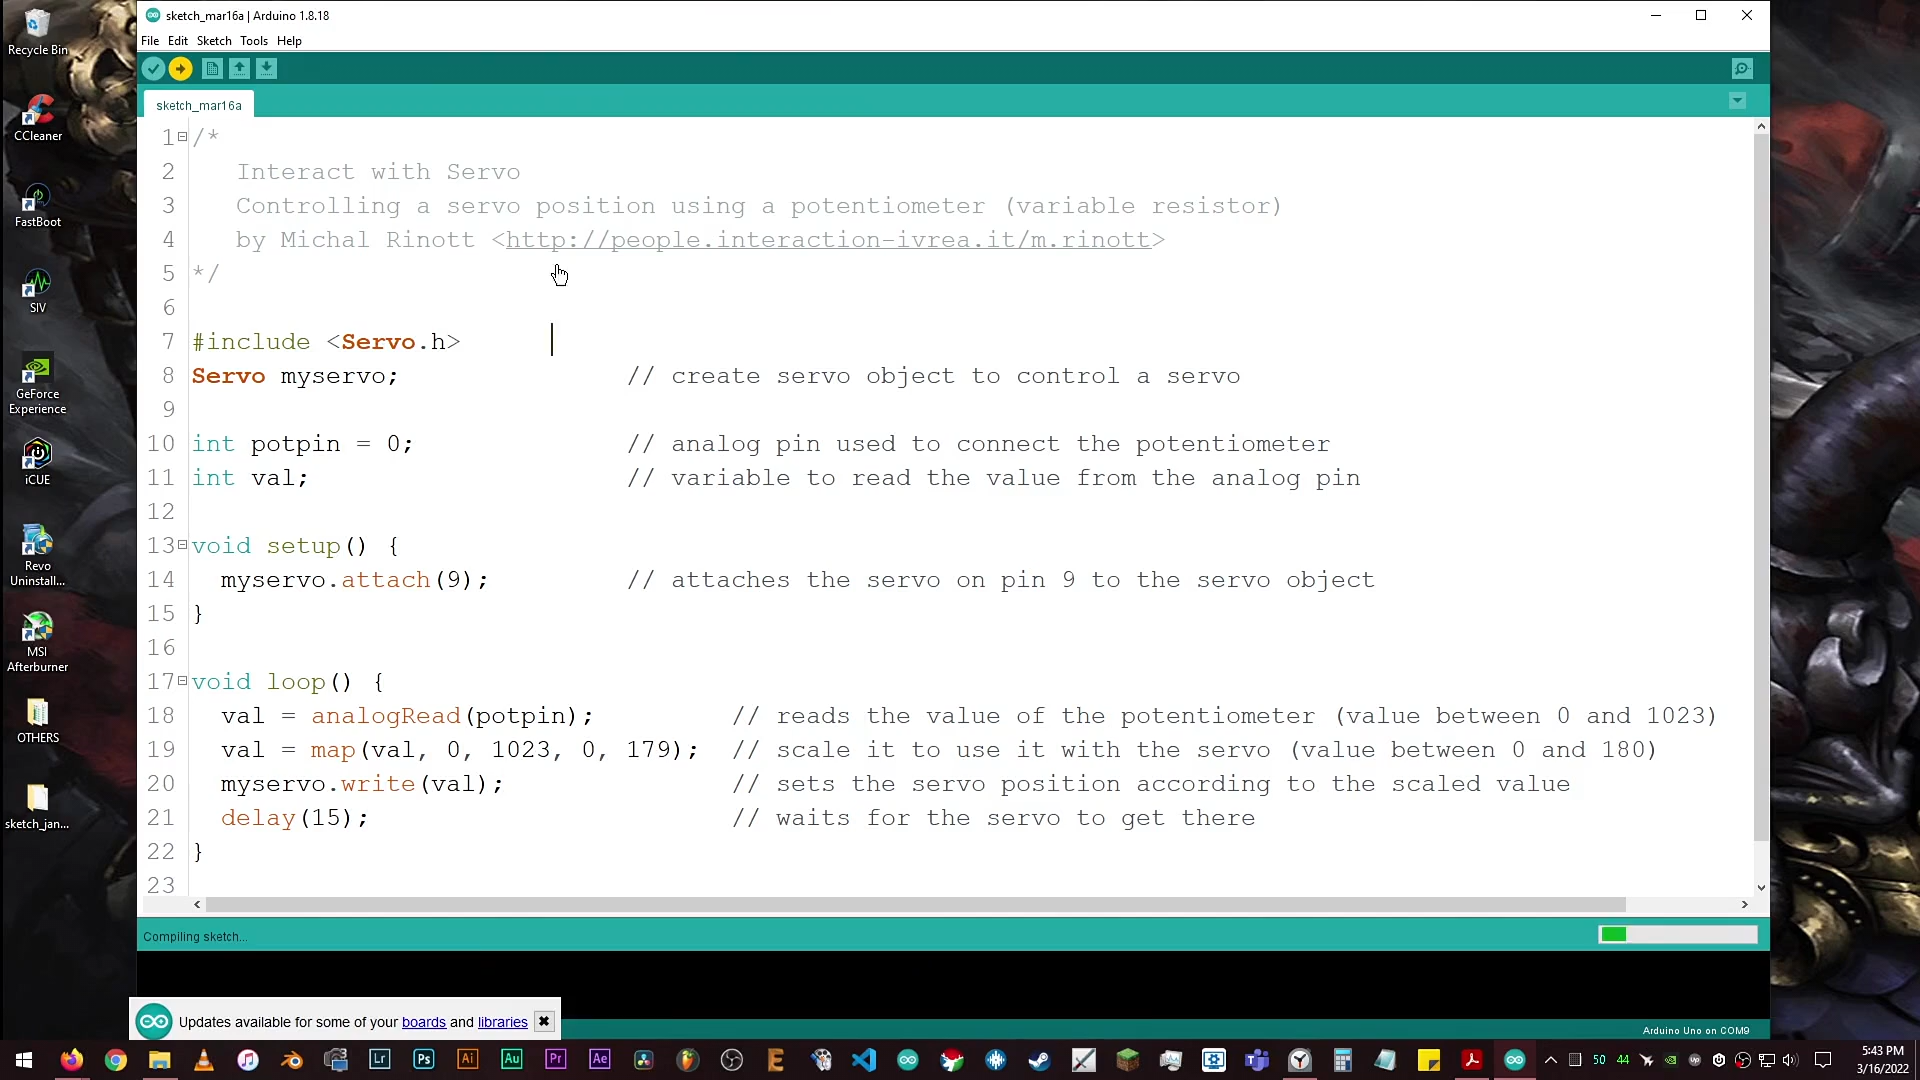 Recycle Bin
CCleaner
FastBoot
SIV
GeForce
Experience
iCUE
Revo
Uninstall...
MSI
Afterburner
OTHERS
sketch_jan...
sketch_mar16a | Arduino 1.8.18
File Edit Sketch Tools Help
sketch_mar16a
1 /*
2 Interact with Servo
3 Controlling a servo position using a potentiometer (variable resistor)
4 by Michal Rinott <http://people.interaction-ivrea.it/m.rinott>
5 */
6
7 #include <Servo.h>
8 Servo myservo; // create servo object to control a servo
9
10 int potpin = 0; // analog pin used to connect the potentiometer
11 int val; // variable to read the value from the analog pin
12
13 void setup() {
14 myservo.attach(9); // attaches the servo on pin 9 to the servo object
15 }
16
17 void loop() {
18 val = analogRead(potpin); // reads the value of the potentiometer (value between 0 and 1023)
19 val = map(val, 0, 1023, 0, 179); // scale it to use it with the servo (value between 0 and 180)
20 myservo.write(val); // sets the servo position according to the scaled value
21 delay(15); // waits for the servo to get there
22 }
23
Compiling sketch...
Updates available for some of your boards and libraries
Arduino Uno on COM9
Lr Ps Ai Au Pr Ae
50 44
5:43 PM
3/16/2022